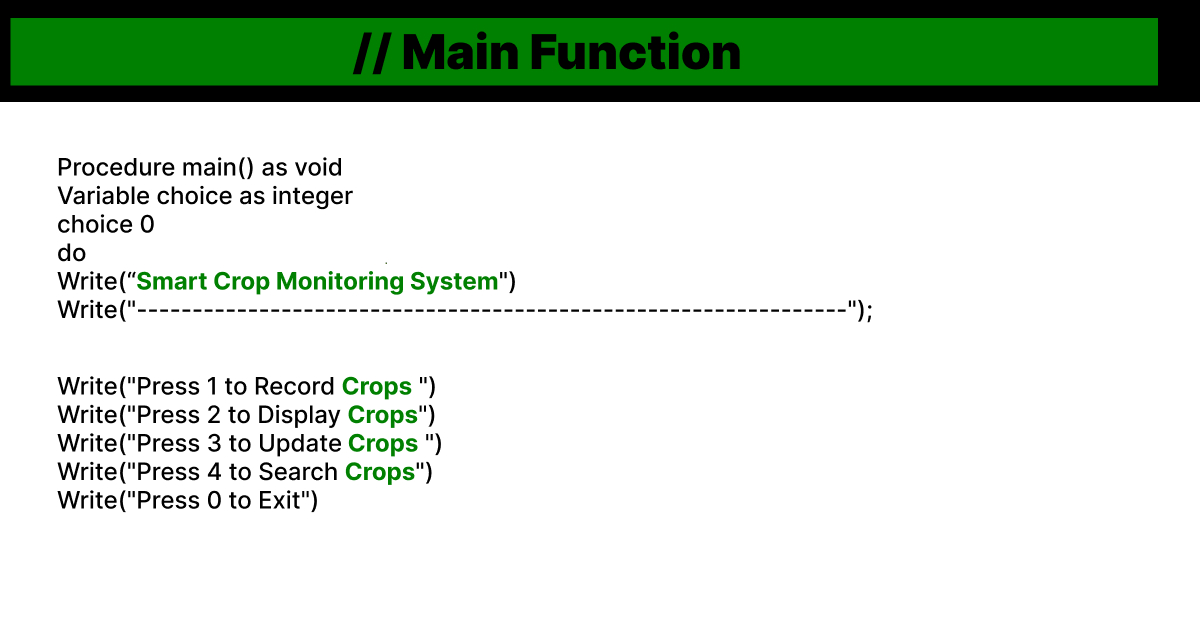 // Main Function
Procedure main() as void
Variable choice as integer
choice 0
do
Write(“Smart Crop Monitoring System")
Write("----------------------------------------------------------------");
Write("Press 1 to Record Crops ")
Write("Press 2 to Display Crops")
Write("Press 3 to Update Crops ")
Write("Press 4 to Search Crops")
Write("Press 0 to Exit")